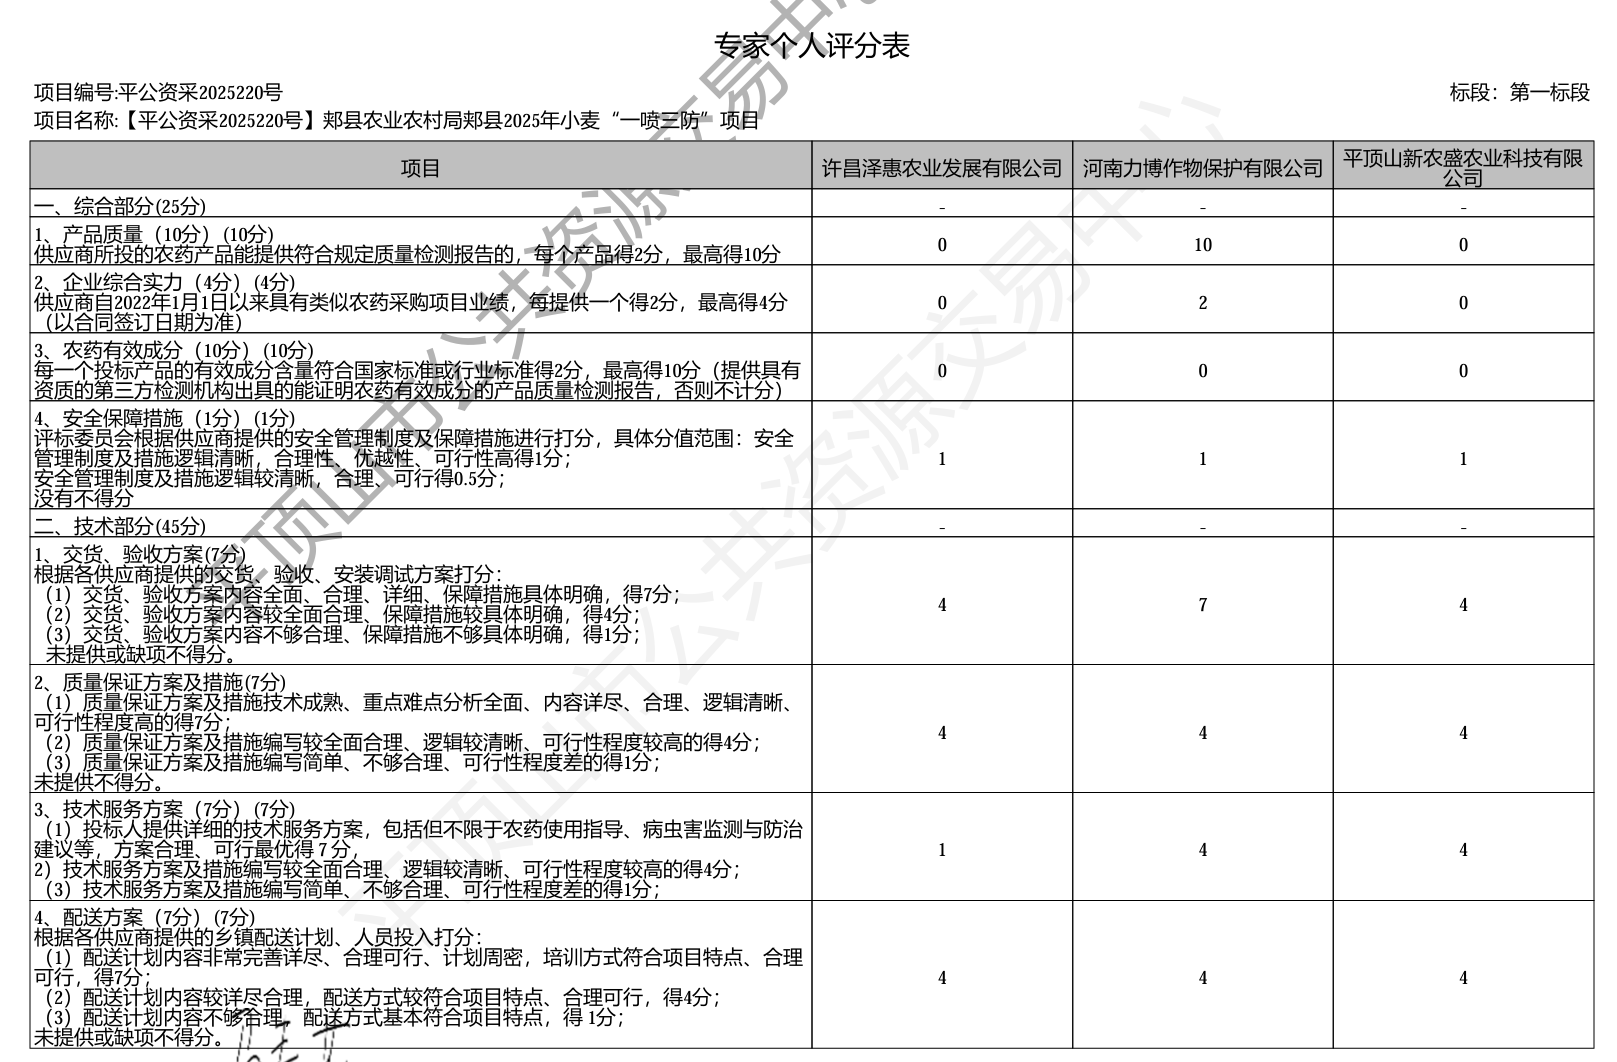 专家个人评分表
项目编号:平公资采2025220号
标段：第一标段
项目名称:【平公资采2025220号】郏县农业农村局郏县2025年小麦“一喷三防”项目
项目
许昌泽惠农业发展有限公司
河南力博作物保护有限公司
平顶山新农盛农业科技有限
公司
一、综合部分(25分)
-
-
-
1、产品质量（10分）(10分)
供应商所投的农药产品能提供符合规定质量检测报告的，每个产品得2分，最高得10分
0
10
0
2、企业综合实力（4分）(4分)
供应商自2022年1月1日以来具有类似农药采购项目业绩，每提供一个得2分，最高得4分
（以合同签订日期为准）
0
2
0
3、农药有效成分（10分）(10分)
每一个投标产品的有效成分含量符合国家标准或行业标准得2分，最高得10分（提供具有
资质的第三方检测机构出具的能证明农药有效成分的产品质量检测报告，否则不计分）
0
0
0
4、安全保障措施（1分）(1分)
评标委员会根据供应商提供的安全管理制度及保障措施进行打分，具体分值范围：安全
管理制度及措施逻辑清晰，合理性、优越性、可行性高得1分；
安全管理制度及措施逻辑较清晰，合理、可行得0.5分；
没有不得分
1
1
1
二、技术部分(45分)
-
-
-
1、交货、验收方案(7分)
根据各供应商提供的交货、验收、安装调试方案打分：
（1）交货、验收方案内容全面、合理、详细、保障措施具体明确，得7分；
（2）交货、验收方案内容较全面合理、保障措施较具体明确，得4分；
（3）交货、验收方案内容不够合理、保障措施不够具体明确，得1分；
未提供或缺项不得分。
4
7
4
2、质量保证方案及措施(7分)
（1）质量保证方案及措施技术成熟、重点难点分析全面、内容详尽、合理、逻辑清晰、
可行性程度高的得7分；
（2）质量保证方案及措施编写较全面合理、逻辑较清晰、可行性程度较高的得4分；
（3）质量保证方案及措施编写简单、不够合理、可行性程度差的得1分；
未提供不得分。
4
4
4
3、技术服务方案（7分）(7分)
（1）投标人提供详细的技术服务方案，包括但不限于农药使用指导、病虫害监测与防治
建议等，方案合理、可行最优得 7 分，
2）技术服务方案及措施编写较全面合理、逻辑较清晰、可行性程度较高的得4分；
（3）技术服务方案及措施编写简单、不够合理、可行性程度差的得1分；
1
4
4
4、配送方案（7分）(7分)
根据各供应商提供的乡镇配送计划、人员投入打分：
（1）配送计划内容非常完善详尽、合理可行、计划周密，培训方式符合项目特点、合理
可行，得7分；
（2）配送计划内容较详尽合理，配送方式较符合项目特点、合理可行，得4分；
（3）配送计划内容不够合理，配送方式基本符合项目特点，得 1分；
未提供或缺项不得分。
4
4
4
平顶山市公共资源交易中心
平顶山市公共资源交易中心